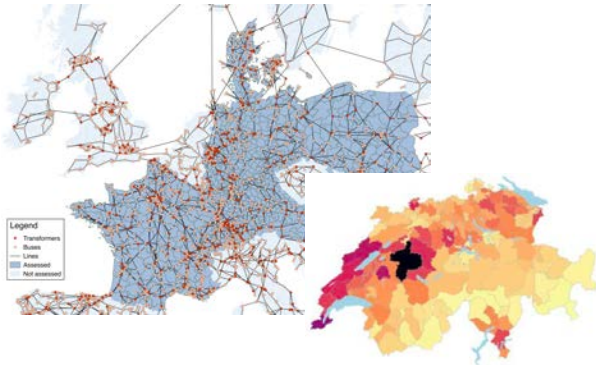 Legend
Transformers
Buses
Lines
Assessed
Not assessed